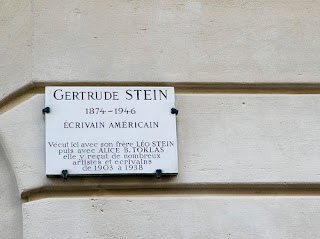 GERTRUDE STEIN
1874-1946
ÉCRIVAIN AMÉRICAIN
Vécut ici avec son frère LÉO STEIN
puis avec ALICE B. TOKLAS
elle y reçut de nombreux
artistes et écrivains
de 1903 à 1938